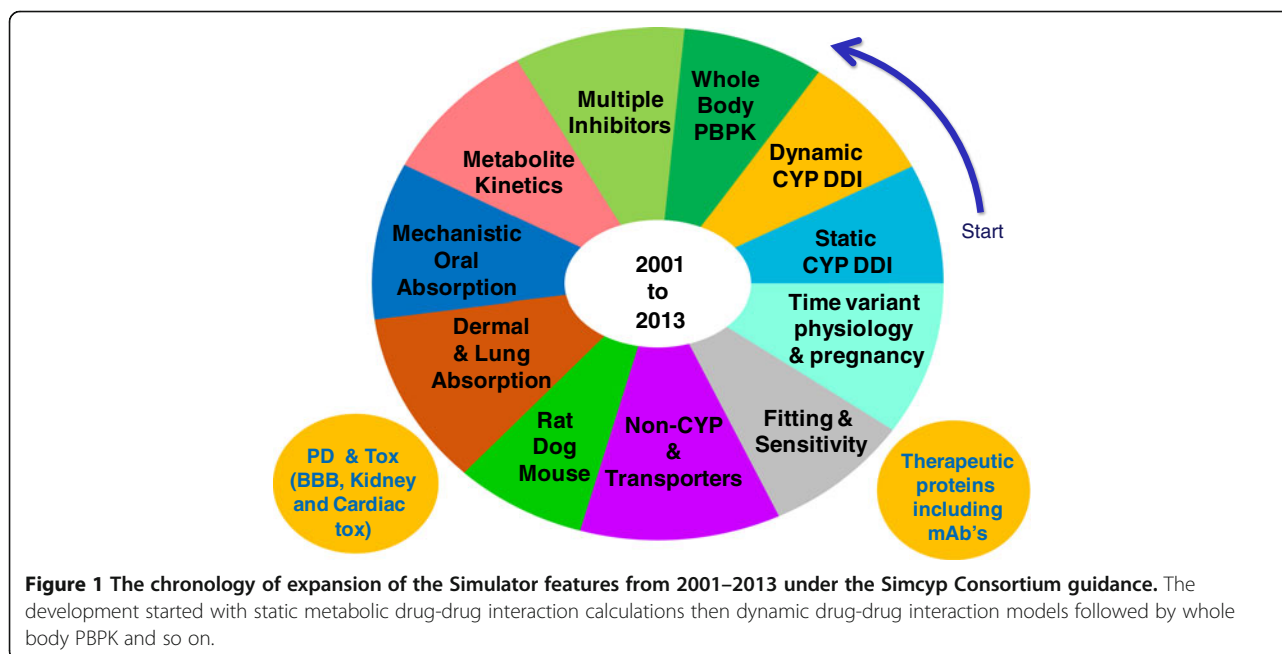 Whole
Body
PBPK
Multiple
Inhibitors
Dynamic
CYP DDI
Metabolite
Kinetics
Start
Static
CYP DDI
Mechanistic
Oral
Absorption
2001
to
2013
Time variant
physiology
& pregnancy
Dermal
& Lung
Absorption
Rat
Dog
Mouse
Non-CYP
&
Transporters
Fitting &
Sensitivity
PD & Tox
(BBB, Kidney
and Cardiac
tox)
Therapeutic
proteins
including
mAb's
Figure 1 The chronology of expansion of the Simulator features from 2001–2013 under the Simcyp Consortium guidance. The
development started with static metabolic drug-drug interaction calculations then dynamic drug-drug interaction models followed by whole
body PBPK and so on.